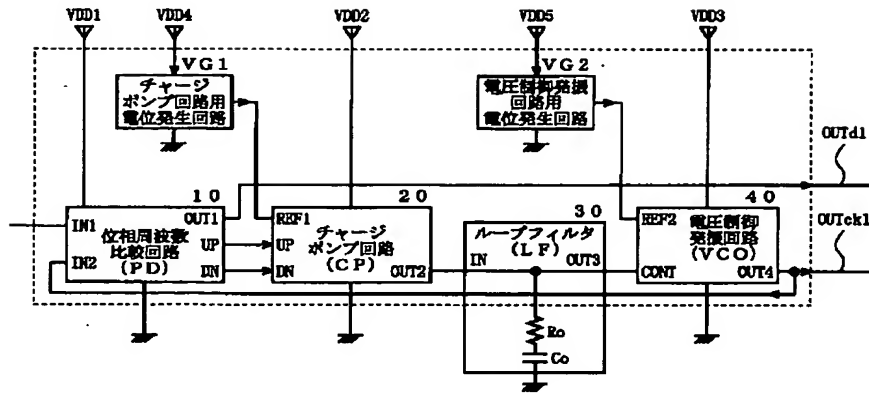 VDD1
VDD4
VDD2
VDD5
VDD3
VG1
チャージ
ポンプ回路用
電位発生回路
VG2
電圧制御発振
回路用
電位発生回路
OUTd1
OUTck1
10
IN1
OUT1
位相周波数
比較回路
(PD)
UP
IN2
DN
20
REF1
チャージ
ポンプ回路
(CP)
UP
DN
OUT2
30
ループフィルタ
(LF)
IN
OUT3
Ro
Co
40
REF2
電圧制御
発振回路
(VCO)
CONT
OUT4